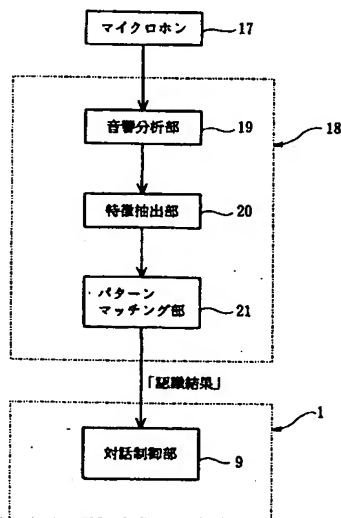 マイクロホン
17
音響分析部
19
18
特徴抽出部
20
パターン
マッチング部
21
「認識結果」
1
対話制御部
9